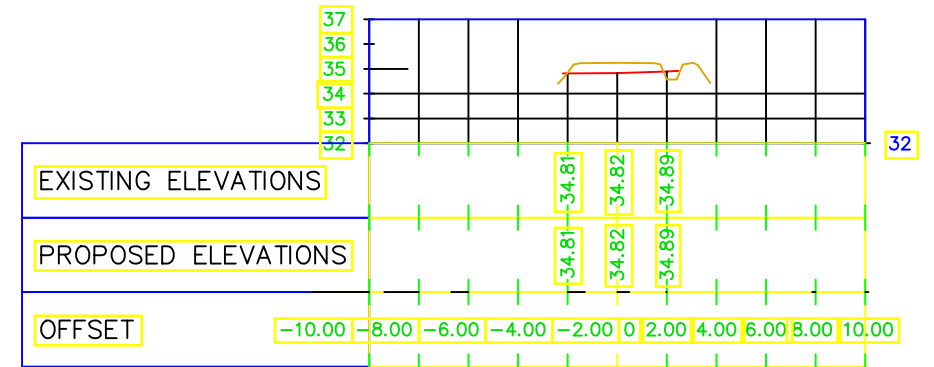 37
36
35
34
33
32
32
EXISTING ELEVATIONS 34.81 34.82 34.89
PROPOSED ELEVATIONS 34.81 34.82 34.89
OFFSET -10.00 -8.00 -6.00 -4.00 -2.00 0 2.00 4.00 6.00 8.00 10.00